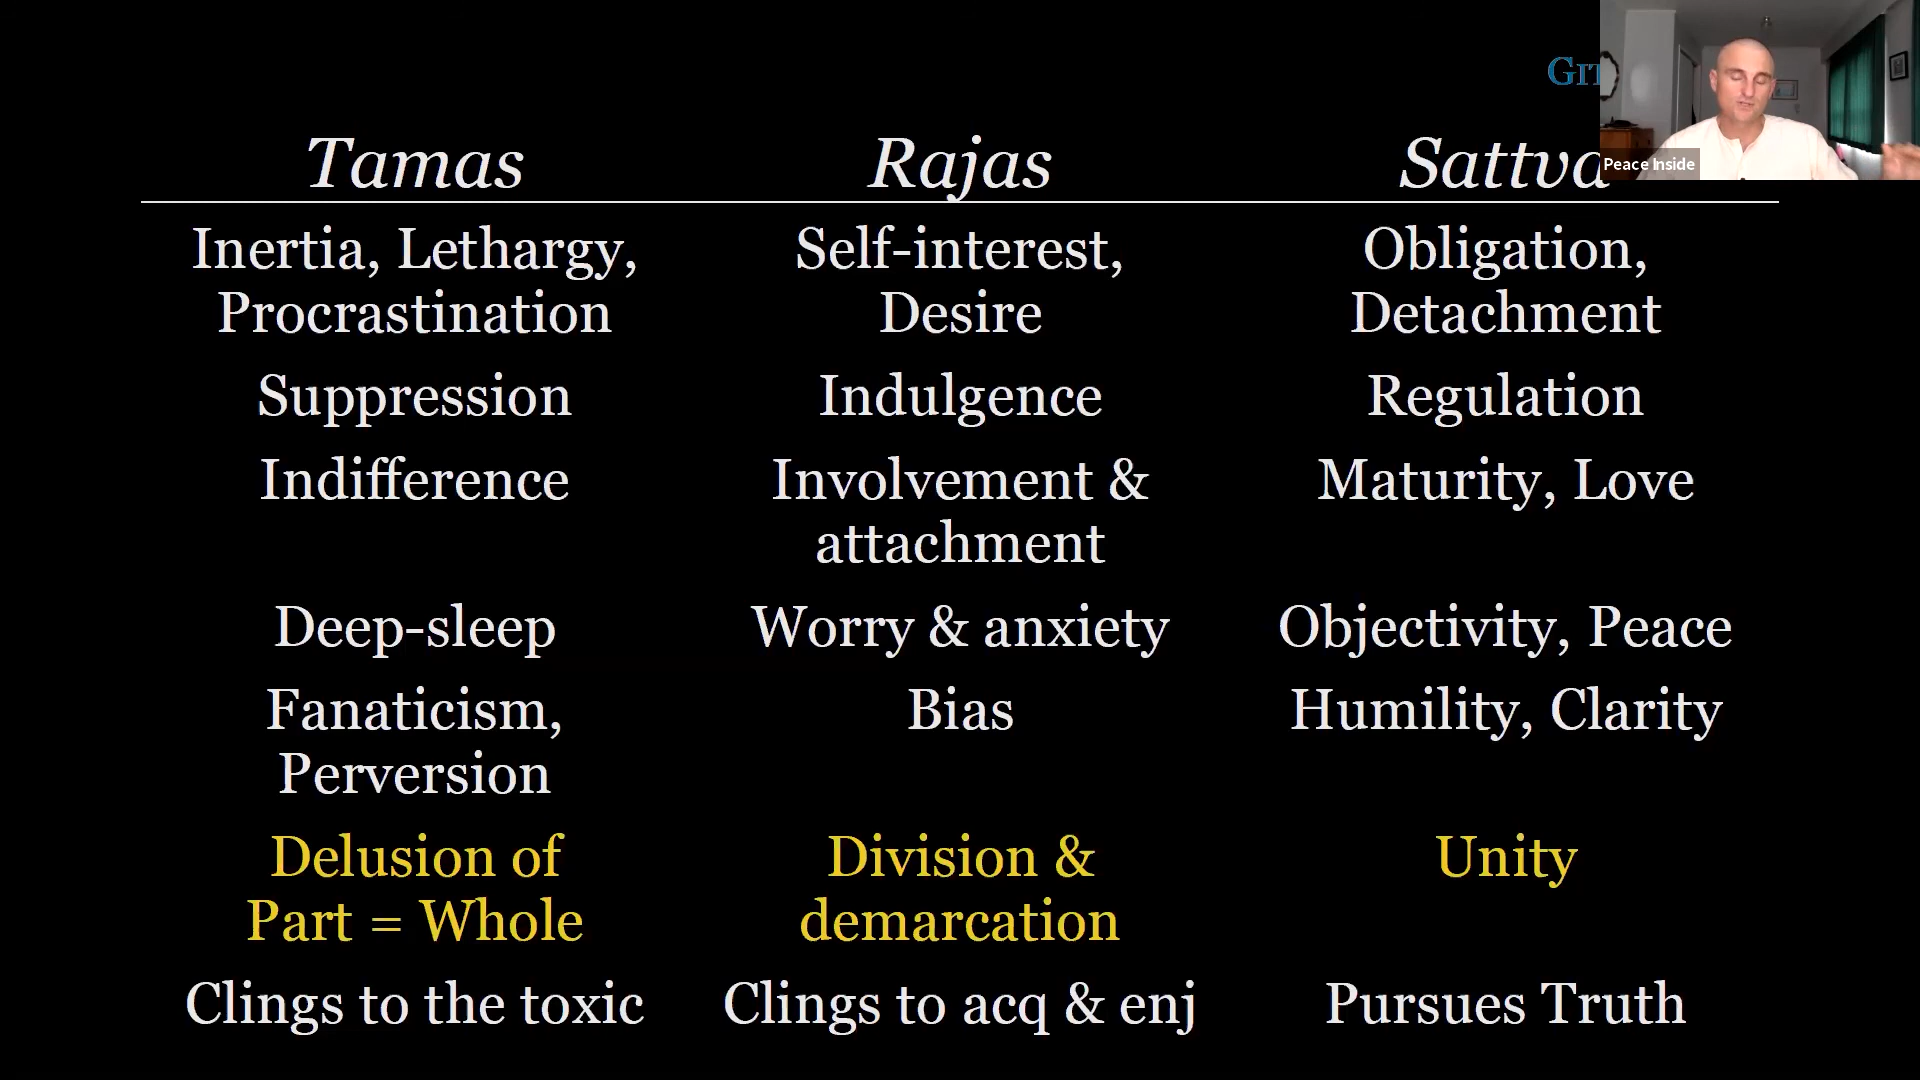 Tamas Rajas Sattva
Inertia, Lethargy, Self-interest, Obligation,
Procrastination Desire Detachment
Suppression Indulgence Regulation
Indifference Involvement & Maturity, Love
attachment
Deep-sleep Worry & anxiety Objectivity, Peace
Fanaticism, Bias Humility, Clarity
Perversion
Delusion of Division & Unity
Part = Whole demarcation
Clings to the toxic Clings to acq & enj Pursues Truth
Peace Inside